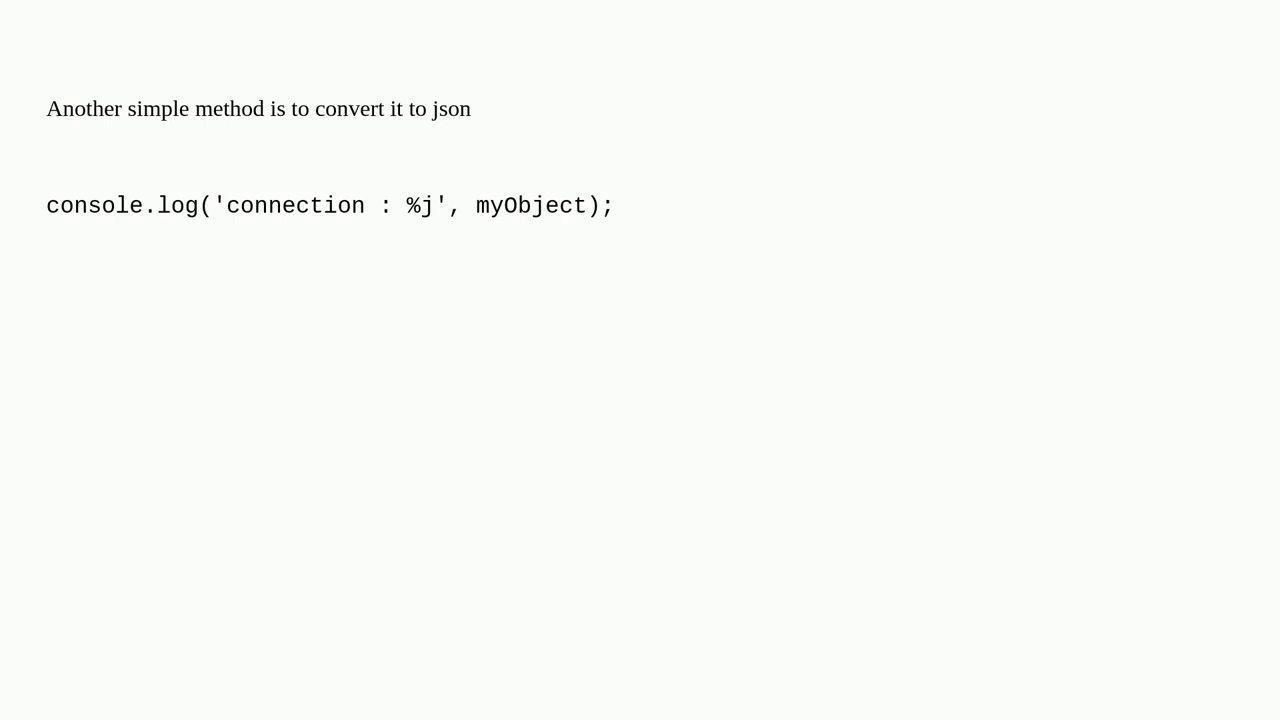 Another simple method is to convert it to json
console.log('connection : %j', myObject);